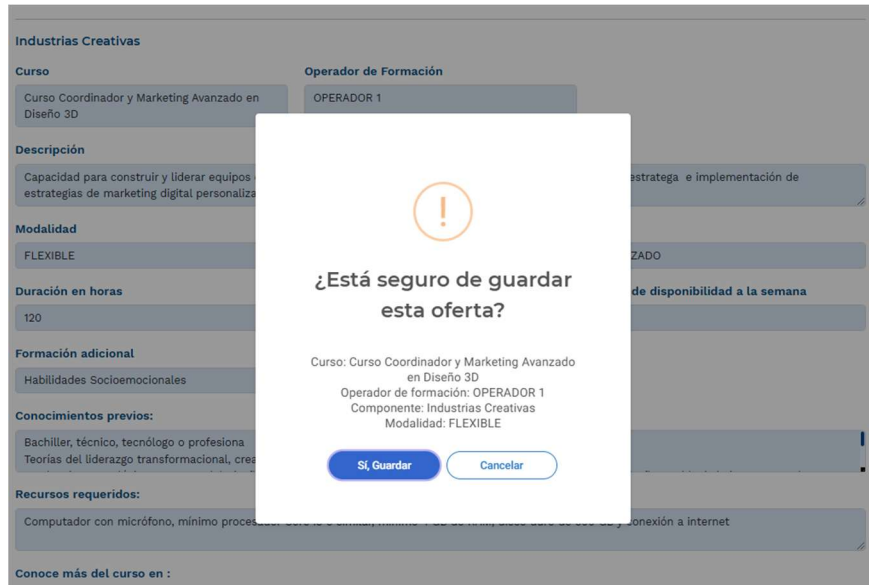 Industrias Creativas
Curso
Operador de Formación
Curso Coordinador y Marketing Avanzado en
Diseño 3D
OPERADOR 1
Descripción
Capacidad para construir y liderar equipos
estratega e implementación de
estrategias de marketing digital
Modalidad
FLEXIBLE
Duración en horas
de disponibilidad a la semana
120
Formación adicional
Habilidades Socioemocionales
Conocimientos previos:
Bachiller, técnico, tecnólogo o profesiona
Teorías del liderazgo transformacional,
Recursos requeridos:
Computador con micrófono, mínimo
conexión a internet
Conoce más del curso en :
!
¿Está seguro de guardar
esta oferta?
Curso: Curso Coordinador y Marketing Avanzado
en Diseño 3D
Operador de formación: OPERADOR 1
Componente: Industrias Creativas
Modalidad: FLEXIBLE
Sí, Guardar
Cancelar